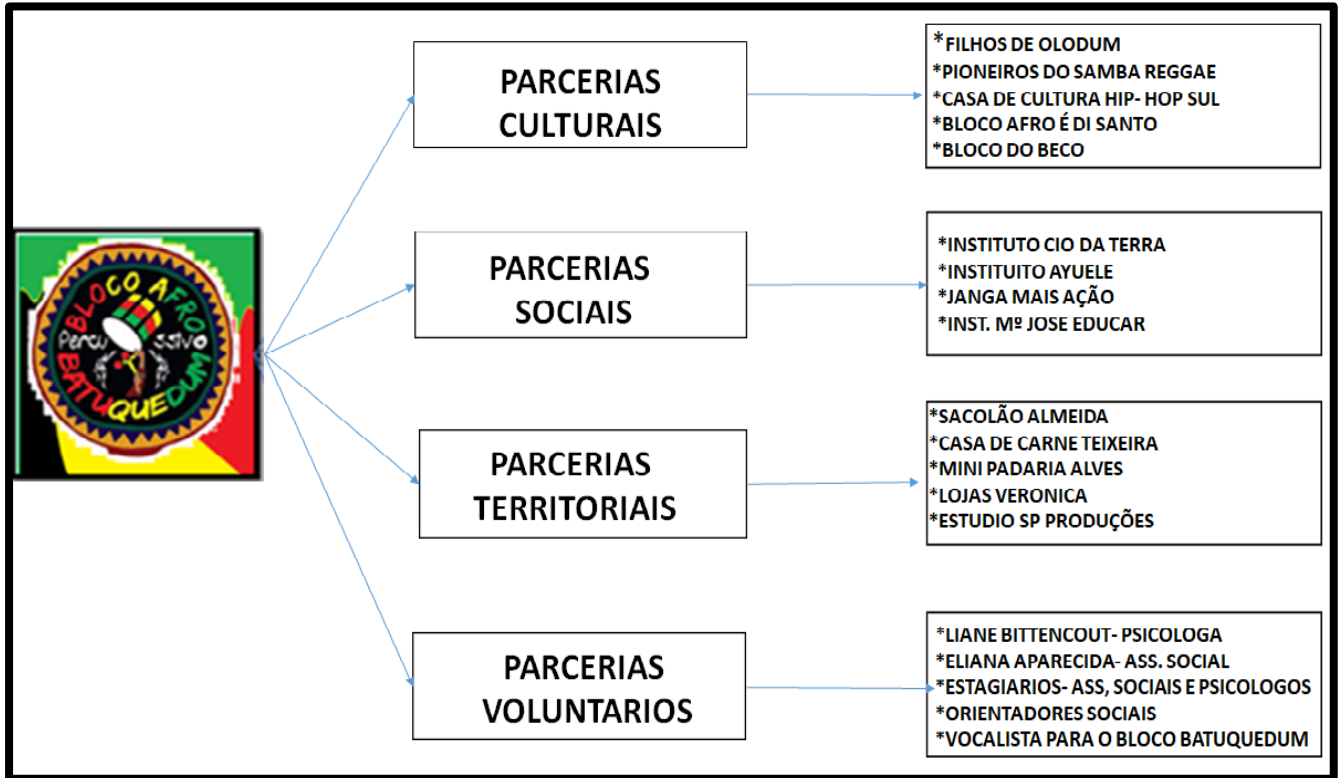 BLOCO AFRO
Percu ssivo
BATUQUEDUM
PARCERIAS
CULTURAIS
*FILHOS DE OLODUM
*PIONEIROS DO SAMBA REGGAE
*CASA DE CULTURA HIP- HOP SUL
*BLOCO AFRO É DI SANTO
*BLOCO DO BECO
PARCERIAS
SOCIAIS
*INSTITUTO CIO DA TERRA
*INSTITUITO AYUELE
*JANGA MAIS AÇÃO
*INST. Mº JOSE EDUCAR
PARCERIAS
TERRITORIAIS
*SACOLÃO ALMEIDA
*CASA DE CARNE TEIXEIRA
*MINI PADARIA ALVES
*LOJAS VERONICA
*ESTUDIO SP PRODUÇÕES
PARCERIAS
VOLUNTARIOS
*LIANE BITTENCOUT- PSICOLOGA
*ELIANA APARECIDA- ASS. SOCIAL
*ESTAGIARIOS- ASS, SOCIAIS E PSICOLOGOS
*ORIENTADORES SOCIAIS
*VOCALISTA PARA O BLOCO BATUQUEDUM